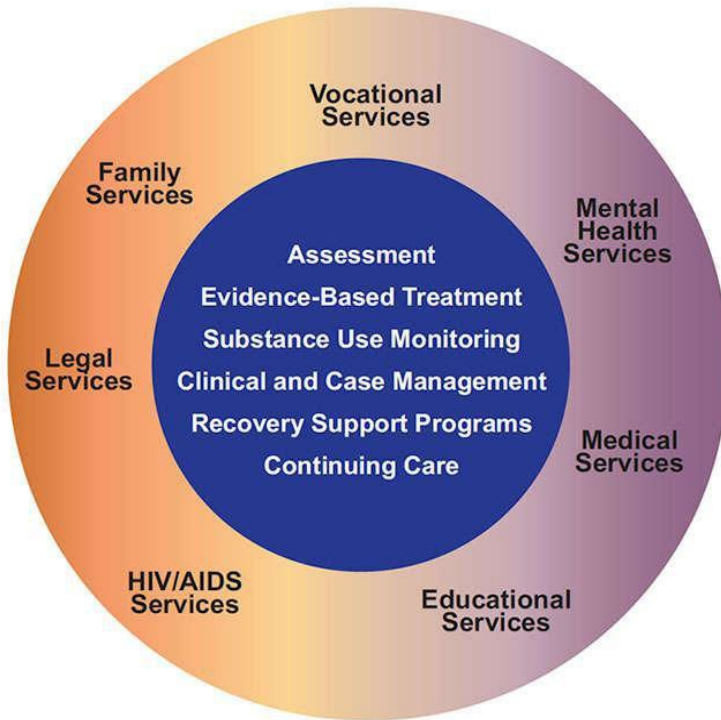 Vocational
Services
Family
Services
Mental
Health
Services
Assessment
Evidence-Based Treatment
Substance Use Monitoring
Clinical and Case Management
Recovery Support Programs
Continuing Care
Legal
Services
Medical
Services
HIV/AIDS
Services
Educational
Services